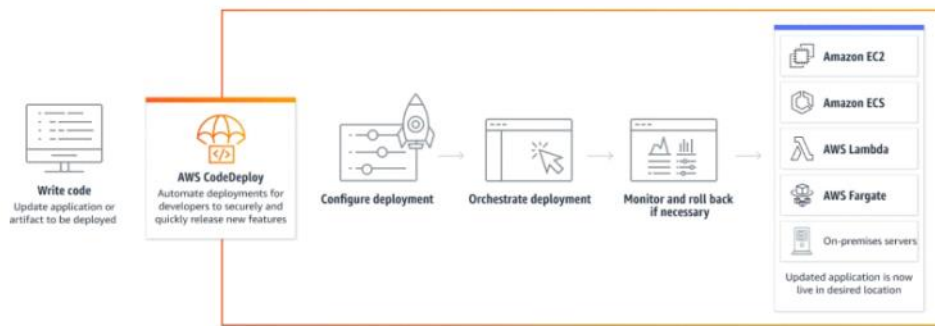 Write code
Update application or
artifact to be deployed
AWS CodeDeploy
Automate deployments for
developers to securely and
quickly release new features
Configure deployment
Orchestrate deployment
Monitor and roll back
if necessary
Amazon EC2
Amazon ECS
AWS Lambda
AWS Fargate
On-premises servers
Updated application is now
live in desired location